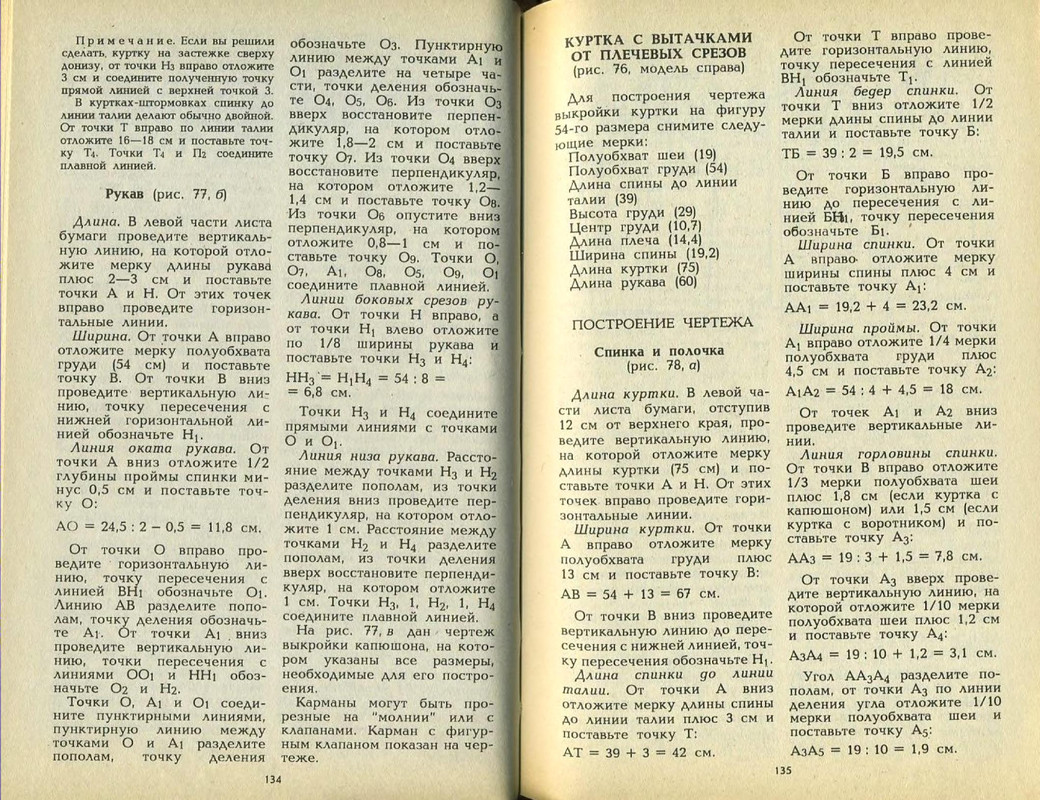 Примечание. Если вы решили
сделать куртку на застежке сверху
донизу, от точки Н₃ вправо отложите
3 см и соедините полученную точку
прямой линией с верхней точкой 3.
В куртках-штормовках спинку до
линии талии делают обычно двойной.
От точки Т вправо по линии талии
отложите 16—18 см и поставьте точ-
ку Т₄. Точки Т₄ и П₂ соедините
плавной линией.
Рукав (рис. 77, б)
Длина. В левой части листа
бумаги проведите вертикаль-
ную линию, на которой отло-
жите мерку длины рукава
плюс 2—3 см и поставьте
точки А и Н. От этих точек
вправо проведите горизон-
тальные линии.
Ширина. От точки А вправо
отложите мерку полуобхвата
груди (54 см) и поставьте
точку В. От точки В вниз
проведите вертикальную ли-
нию, точку пересечения с
нижней горизонтальной ли-
нией обозначьте Н₁.
Линия оката рукава. От
точки А вниз отложите 1/2
глубины проймы спинки ми-
нус 0,5 см и поставьте точ-
ку О:
АО = 24,5 : 2 − 0,5 = 11,8 см.
От точки О вправо про-
ведите горизонтальную ли-
нию, точку пересечения с
линией ВН₁ обозначьте О₁.
Линию АВ разделите попо-
лам, точку деления обозначь-
те А₁. От точки А₁ вниз
проведите вертикальную ли-
нию, точки пересечения с
линиями ОО₁ и НН₁ обоз-
начьте О₂ и Н₂.
Точки О, А₁ и О₁ соеди-
ните пунктирными линиями,
пунктирную линию между
точками О и А₁ разделите
пополам, точку деления
134
обозначьте О₃. Пунктирную
линию между точками А₁ и
О₁ разделите на четыре ча-
сти, точки деления обозначь-
те О₄, О₅, О₆. Из точки О₃
вверх восстановите перпен-
дикуляр, на котором отло-
жите 1,8—2 см и поставьте
точку О₇. Из точки О₄ вверх
восстановите перпендикуляр,
на котором отложите 1,2—
1,4 см и поставьте точку О₈.
Из точки О₆ опустите вниз
перпендикуляр, на котором
отложите 0,8—1 см и по-
ставьте точку О₉. Точки О,
О₇, А₁, О₈, О₅, О₉, О₁
соедините плавной линией.
Линии боковых срезов ру-
кава. От точки Н вправо, а
от точки Н₁ влево отложите
по 1/8 ширины рукава и
поставьте точки Н₃ и Н₄:
НН₃ = Н₁Н₄ = 54 : 8 =
= 6,8 см.
Точки Н₃ и Н₄ соедините
прямыми линиями с точками
О и О₁.
Линия низа рукава. Рассто-
яние между точками Н₃ и Н₂
разделите пополам, из точки
деления вниз проведите пер-
пендикуляр, на котором отло-
жите 1 см. Расстояние между
точками Н₂ и Н₄ разделите
пополам, из точки деления
вверх восстановите перпенди-
куляр, на котором отложите
1 см. Точки Н₃, 1, Н₂, 1, Н₄
соедините плавной линией.
На рис. 77, в дан чертеж
выкройки капюшона, на кото-
ром указаны все размеры,
необходимые для его постро-
ения.
Карманы могут быть про-
резные на "молнии" или с
клапанами. Карман с фигур-
ным клапаном показан на чер-
теже.
КУРТКА С ВЫТАЧКАМИ
ОТ ПЛЕЧЕВЫХ СРЕЗОВ
(рис. 76, модель справа)
Для построения чертежа
выкройки куртки на фигуру
54-го размера снимите следу-
ющие мерки:
Полуобхват шеи (19)
Полуобхват груди (54)
Длина спины до линии
талии (39)
Высота груди (29)
Центр груди (10,7)
Длина плеча (14,4)
Ширина спины (19,2)
Длина куртки (75)
Длина рукава (60)
ПОСТРОЕНИЕ ЧЕРТЕЖА
Спинка и полочка
(рис. 78, а)
Длина куртки. В левой ча-
сти листа бумаги, отступив
12 см от верхнего края, про-
ведите вертикальную линию,
на которой отложите мерку
длины куртки (75 см) и по-
ставьте точки А и Н. От этих
точек вправо проведите гори-
зонтальные линии.
Ширина куртки. От точки
А вправо отложите мерку
полуобхвата груди плюс
13 см и поставьте точку В:
АВ = 54 + 13 = 67 см.
От точки В вниз проведите
вертикальную линию до пере-
сечения с нижней линией, точ-
ку пересечения обозначьте Н₁.
Длина спинки до линии
талии. От точки А вниз
отложите мерку длины спины
до линии талии плюс 3 см и
поставьте точку Т:
АТ = 39 + 3 = 42 см.
От точки Т вправо прове-
дите горизонтальную линию,
точку пересечения с линией
ВН₁ обозначьте Т₁.
Линия бедер спинки. От
точки Т вниз отложите 1/2
мерки длины спины до линии
талии и поставьте точку Б:
ТБ = 39 : 2 = 19,5 см.
От точки Б вправо про-
ведите горизонтальную ли-
нию до пересечения с ли-
нией ВН₁, точку пересечения
обозначьте Б₁.
Ширина спинки. От точки
А вправо отложите мерку
ширины спины плюс 4 см и
поставьте точку А₁:
АА₁ = 19,2 + 4 = 23,2 см.
Ширина проймы. От точки
А₁ вправо отложите 1/4 мерки
полуобхвата груди плюс
4,5 см и поставьте точку А₂:
А₁А₂ = 54 : 4 + 4,5 = 18 см.
От точек А₁ и А₂ вниз
проведите вертикальные ли-
нии.
Линия горловины спинки.
От точки В вправо отложите
1/3 мерки полуобхвата шеи
плюс 1,8 см (если куртка с
капюшоном) или 1,5 см (если
куртка с воротником) и по-
ставьте точку А₃:
АА₃ = 19 : 3 + 1,5 = 7,8 см.
От точки А₃ вверх прове-
дите вертикальную линию, на
которой отложите 1/10 мерки
полуобхвата шеи плюс 1,2 см
и поставьте точку А₄:
А₃А₄ = 19 : 10 + 1,2 = 3,1 см.
Угол АА₃А₄ разделите по-
полам, от точки А₃ по линии
деления угла отложите 1/10
мерки полуобхвата шеи и
поставьте точку А₅:
А₃А₅ = 19 : 10 = 1,9 см.
135